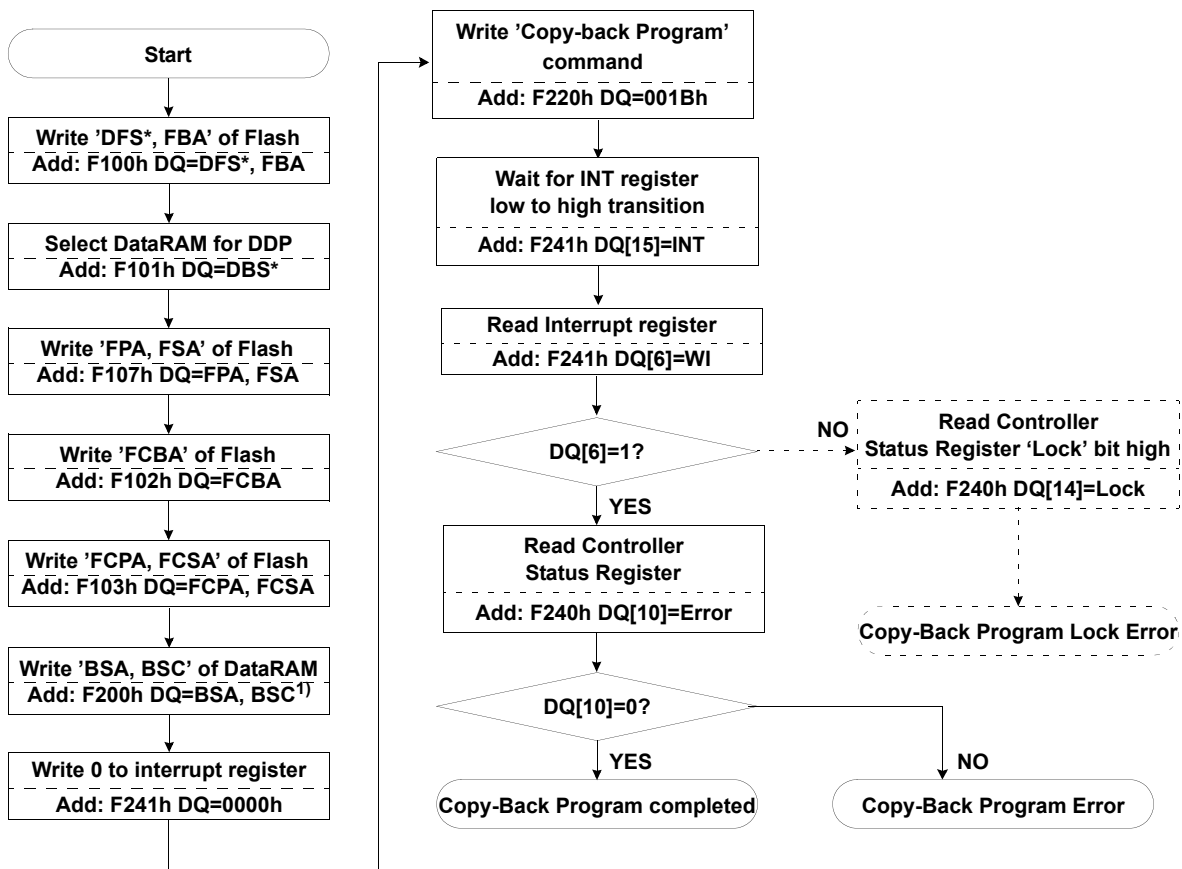 Start
Write ’DFS*, FBA’ of Flash
Add: F100h DQ=DFS*, FBA
Select DataRAM for DDP
Add: F101h DQ=DBS*
Write ’FPA, FSA’ of Flash
Add: F107h DQ=FPA, FSA
Write ’FCBA’ of Flash
Add: F102h DQ=FCBA
Write ’FCPA, FCSA’ of Flash
Add: F103h DQ=FCPA, FCSA
Write ’BSA, BSC’ of DataRAM
Add: F200h DQ=BSA, BSC1)
Write 0 to interrupt register
Add: F241h DQ=0000h
Write ’Copy-back Program’
command
Add: F220h DQ=001Bh
Wait for INT register
low to high transition
Add: F241h DQ[15]=INT
Read Interrupt register
Add: F241h DQ[6]=WI
DQ[6]=1?
NO
Read Controller
Status Register ‘Lock’ bit high
Add: F240h DQ[14]=Lock
Copy-Back Program Lock Error
YES
Read Controller
Status Register
Add: F240h DQ[10]=Error
DQ[10]=0?
YES
NO
Copy-Back Program completed
Copy-Back Program Error